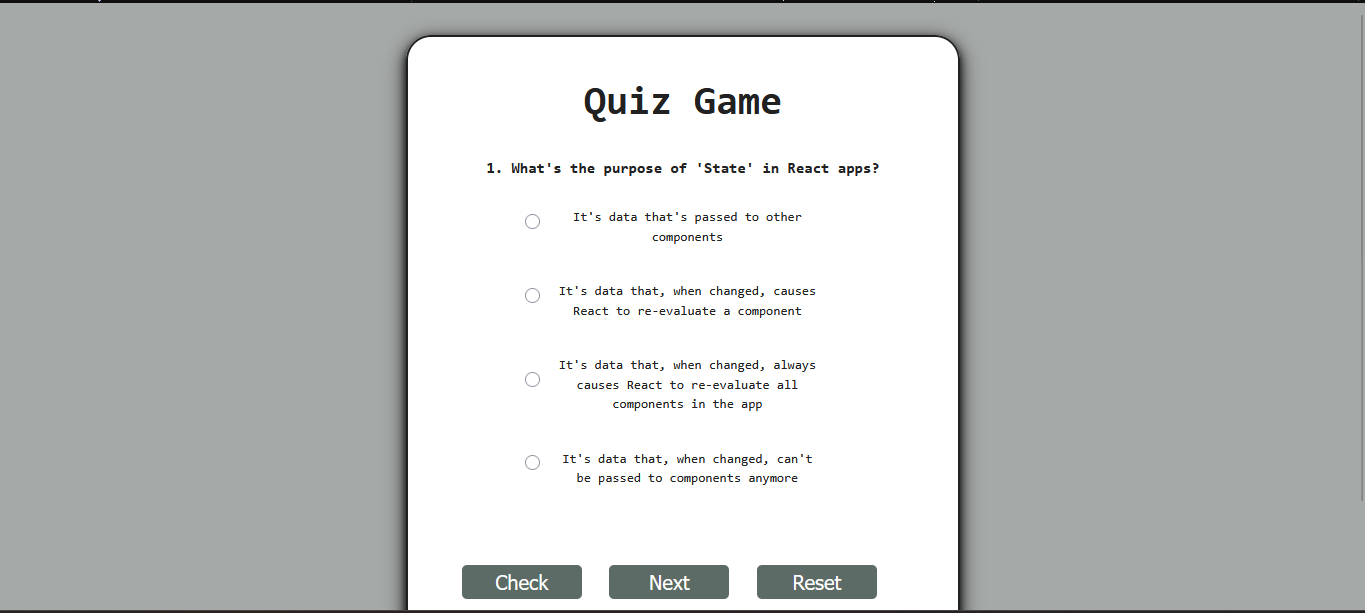 Quiz Game
1. What's the purpose of 'State' in React apps?
It's data that's passed to other
components
It's data that, when changed, causes
React to re-evaluate a component
It's data that, when changed, always
causes React to re-evaluate all
components in the app
It's data that, when changed, can't
be passed to components anymore
Check Next Reset